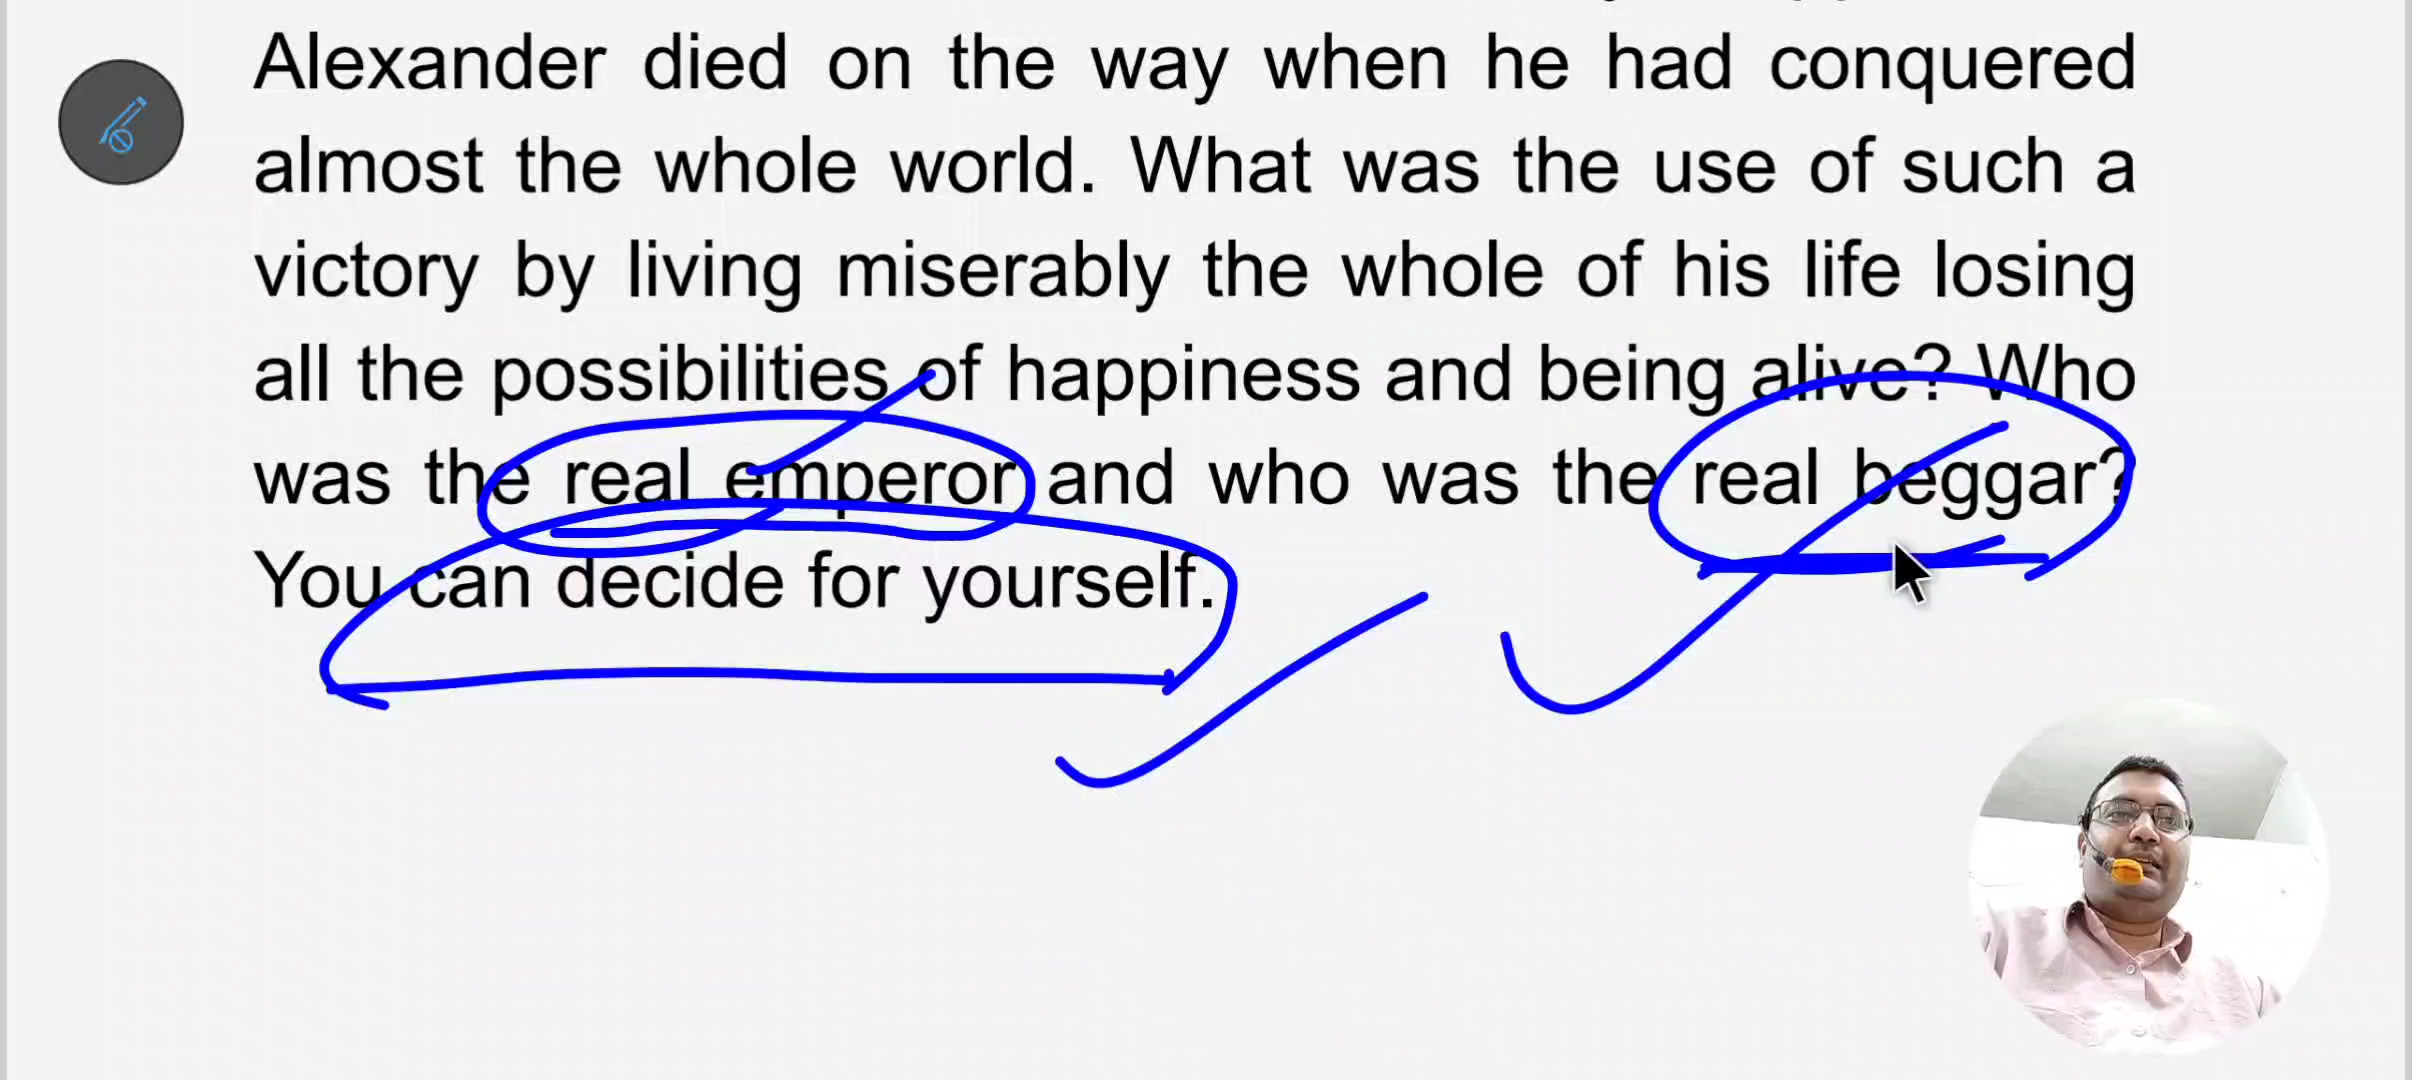 Alexander died on the way when he had conquered
almost the whole world. What was the use of such a
victory by living miserably the whole of his life losing
all the possibilities of happiness and being alive? Who
was the real emperor and who was the real beggar?
You can decide for yourself.